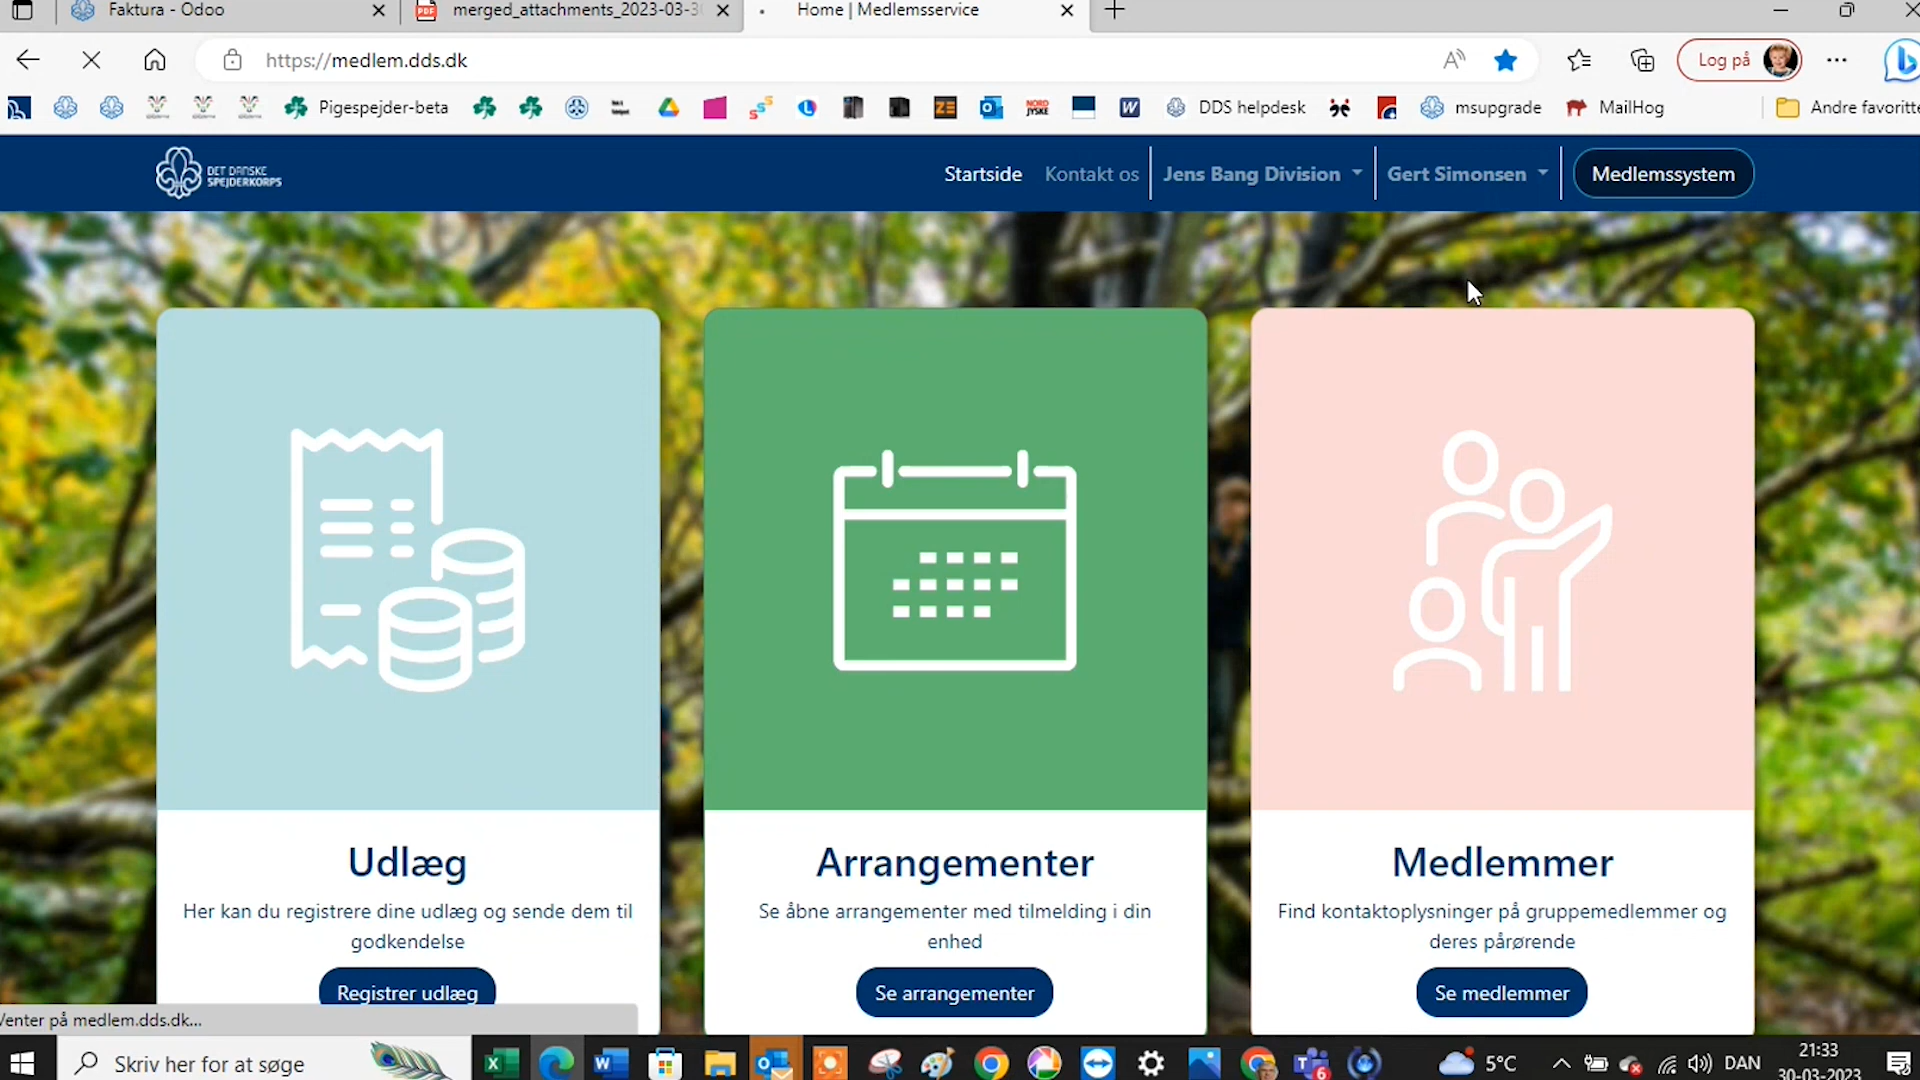 Faktura - Odoo
merged_attachments_2023-03-30
Home | Medlemsservice
https://medlem.dds.dk
Log på
Pigespejder-beta
DDS helpdesk
msupgrade
MailHog
Andre favoritte
DET DANSKE
SPEJDERKORPS
Startside
Kontakt os
Jens Bang Division
Gert Simonsen
Medlemssystem
Udlæg
Her kan du registrere dine udlæg og sende dem til
godkendelse
Registrer udlæg
Arrangementer
Se åbne arrangementer med tilmelding i din
enhed
Se arrangementer
Medlemmer
Find kontaktoplysninger på gruppemedlemmer og
deres pårørende
Se medlemmer
Venter på medlem.dds.dk...
Skriv her for at søge
5°C
DAN
21:33
30-03-2023